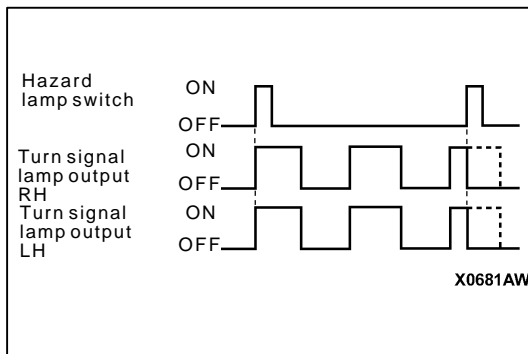 Hazard
lamp switch
ON
OFF
Turn signal
lamp output
RH
ON
OFF
Turn signal
lamp output
LH
ON
OFF
X0681AW